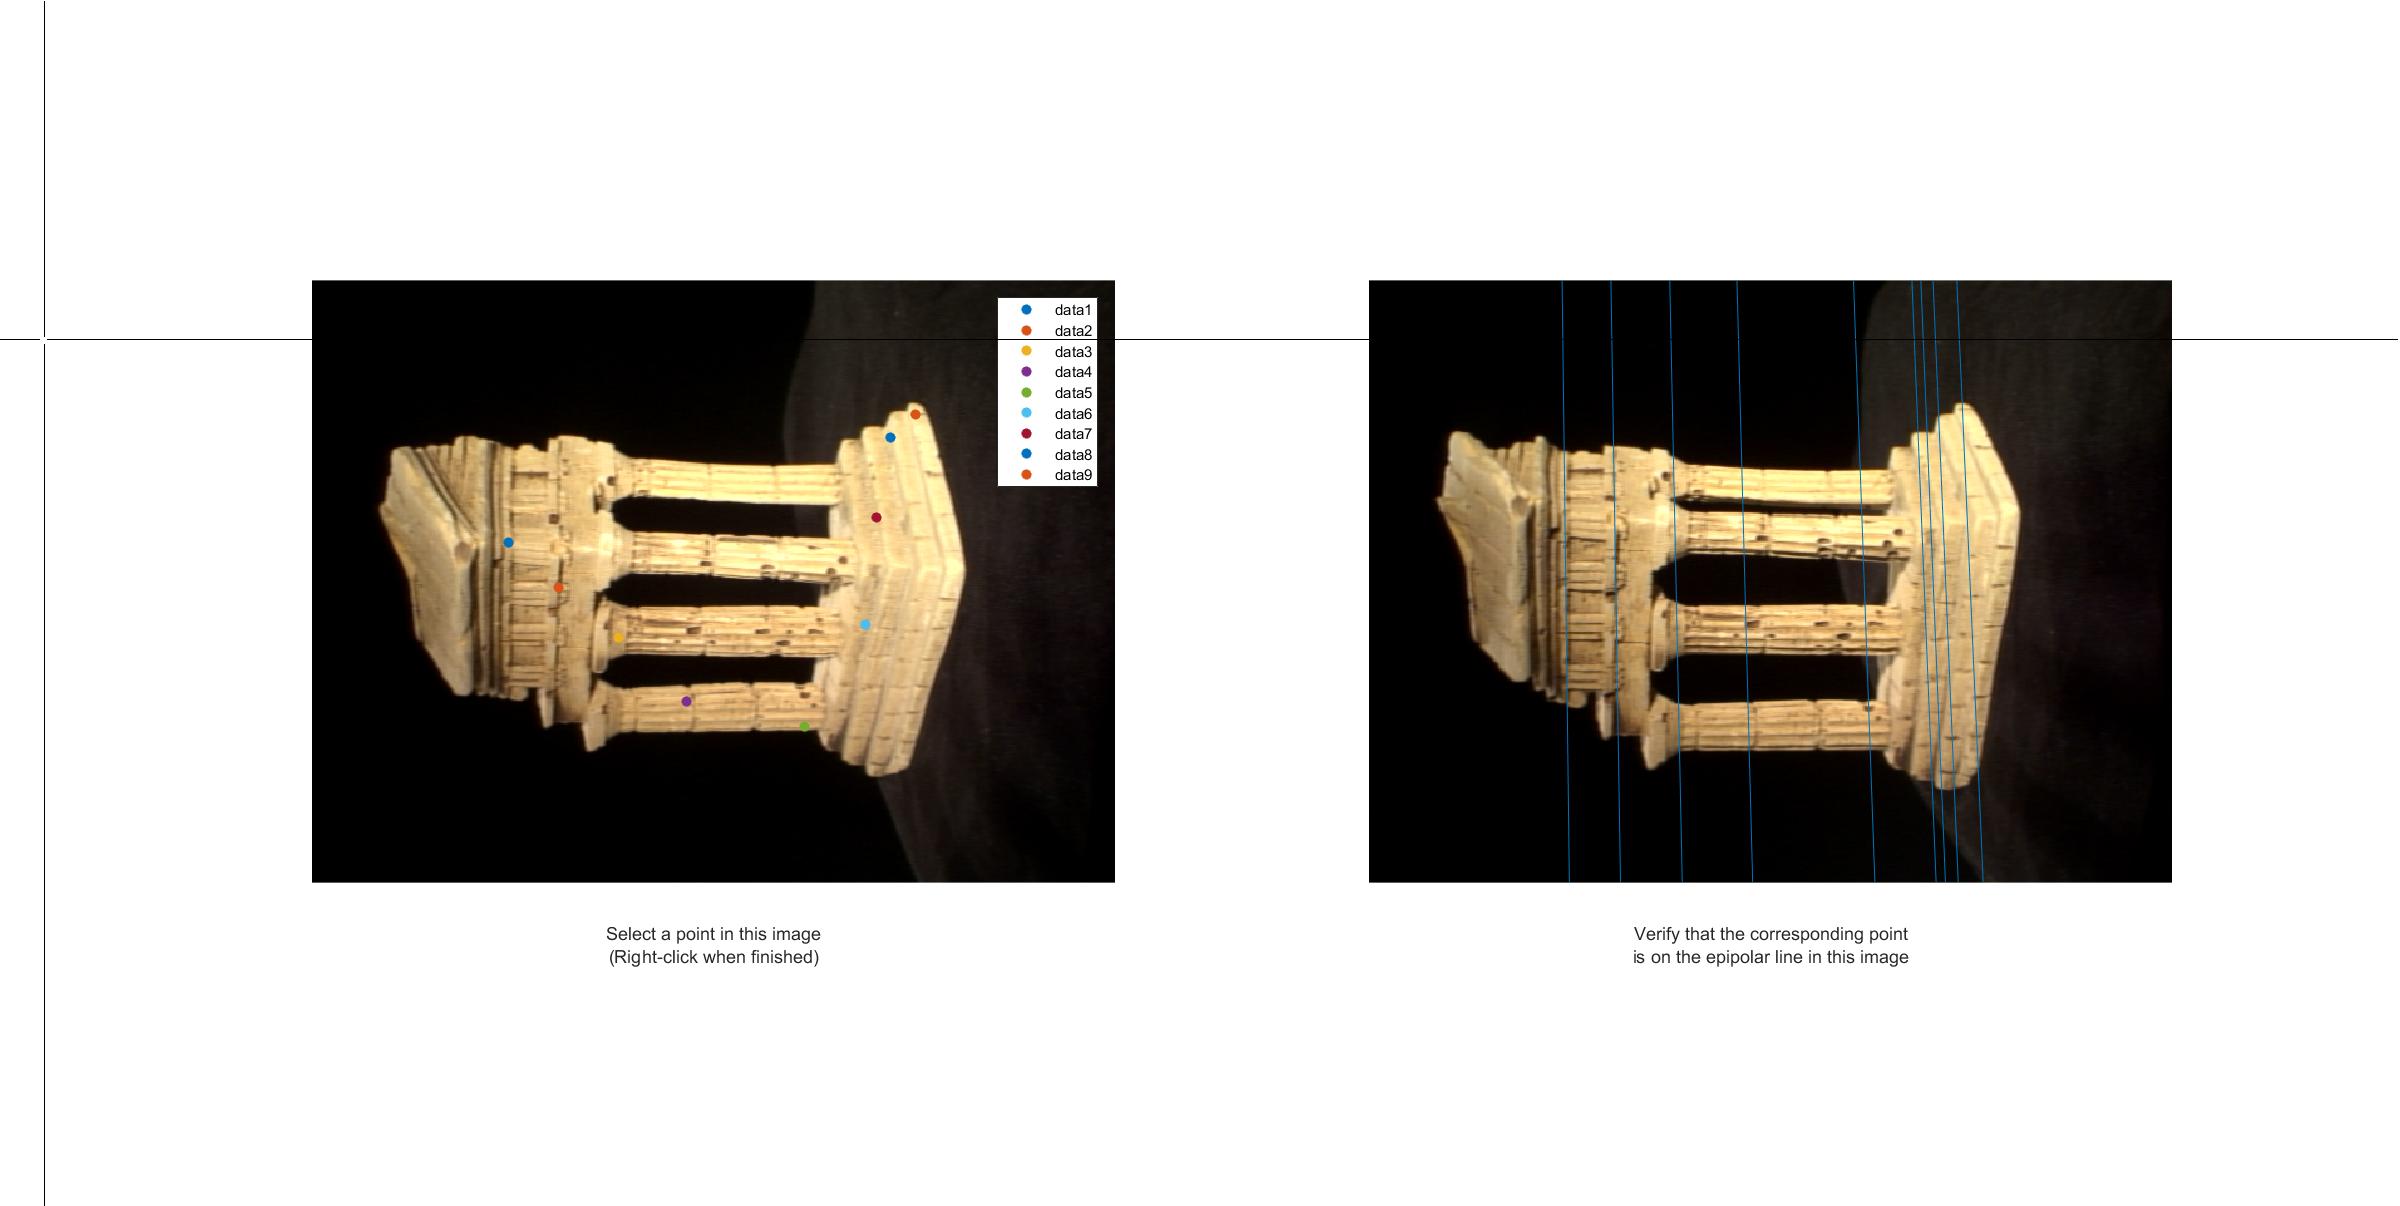 data1
data2
data3
data4
data5
data6
data7
data8
data9
Select a point in this image
(Right-click when finished)
Verify that the corresponding point
is on the epipolar line in this image